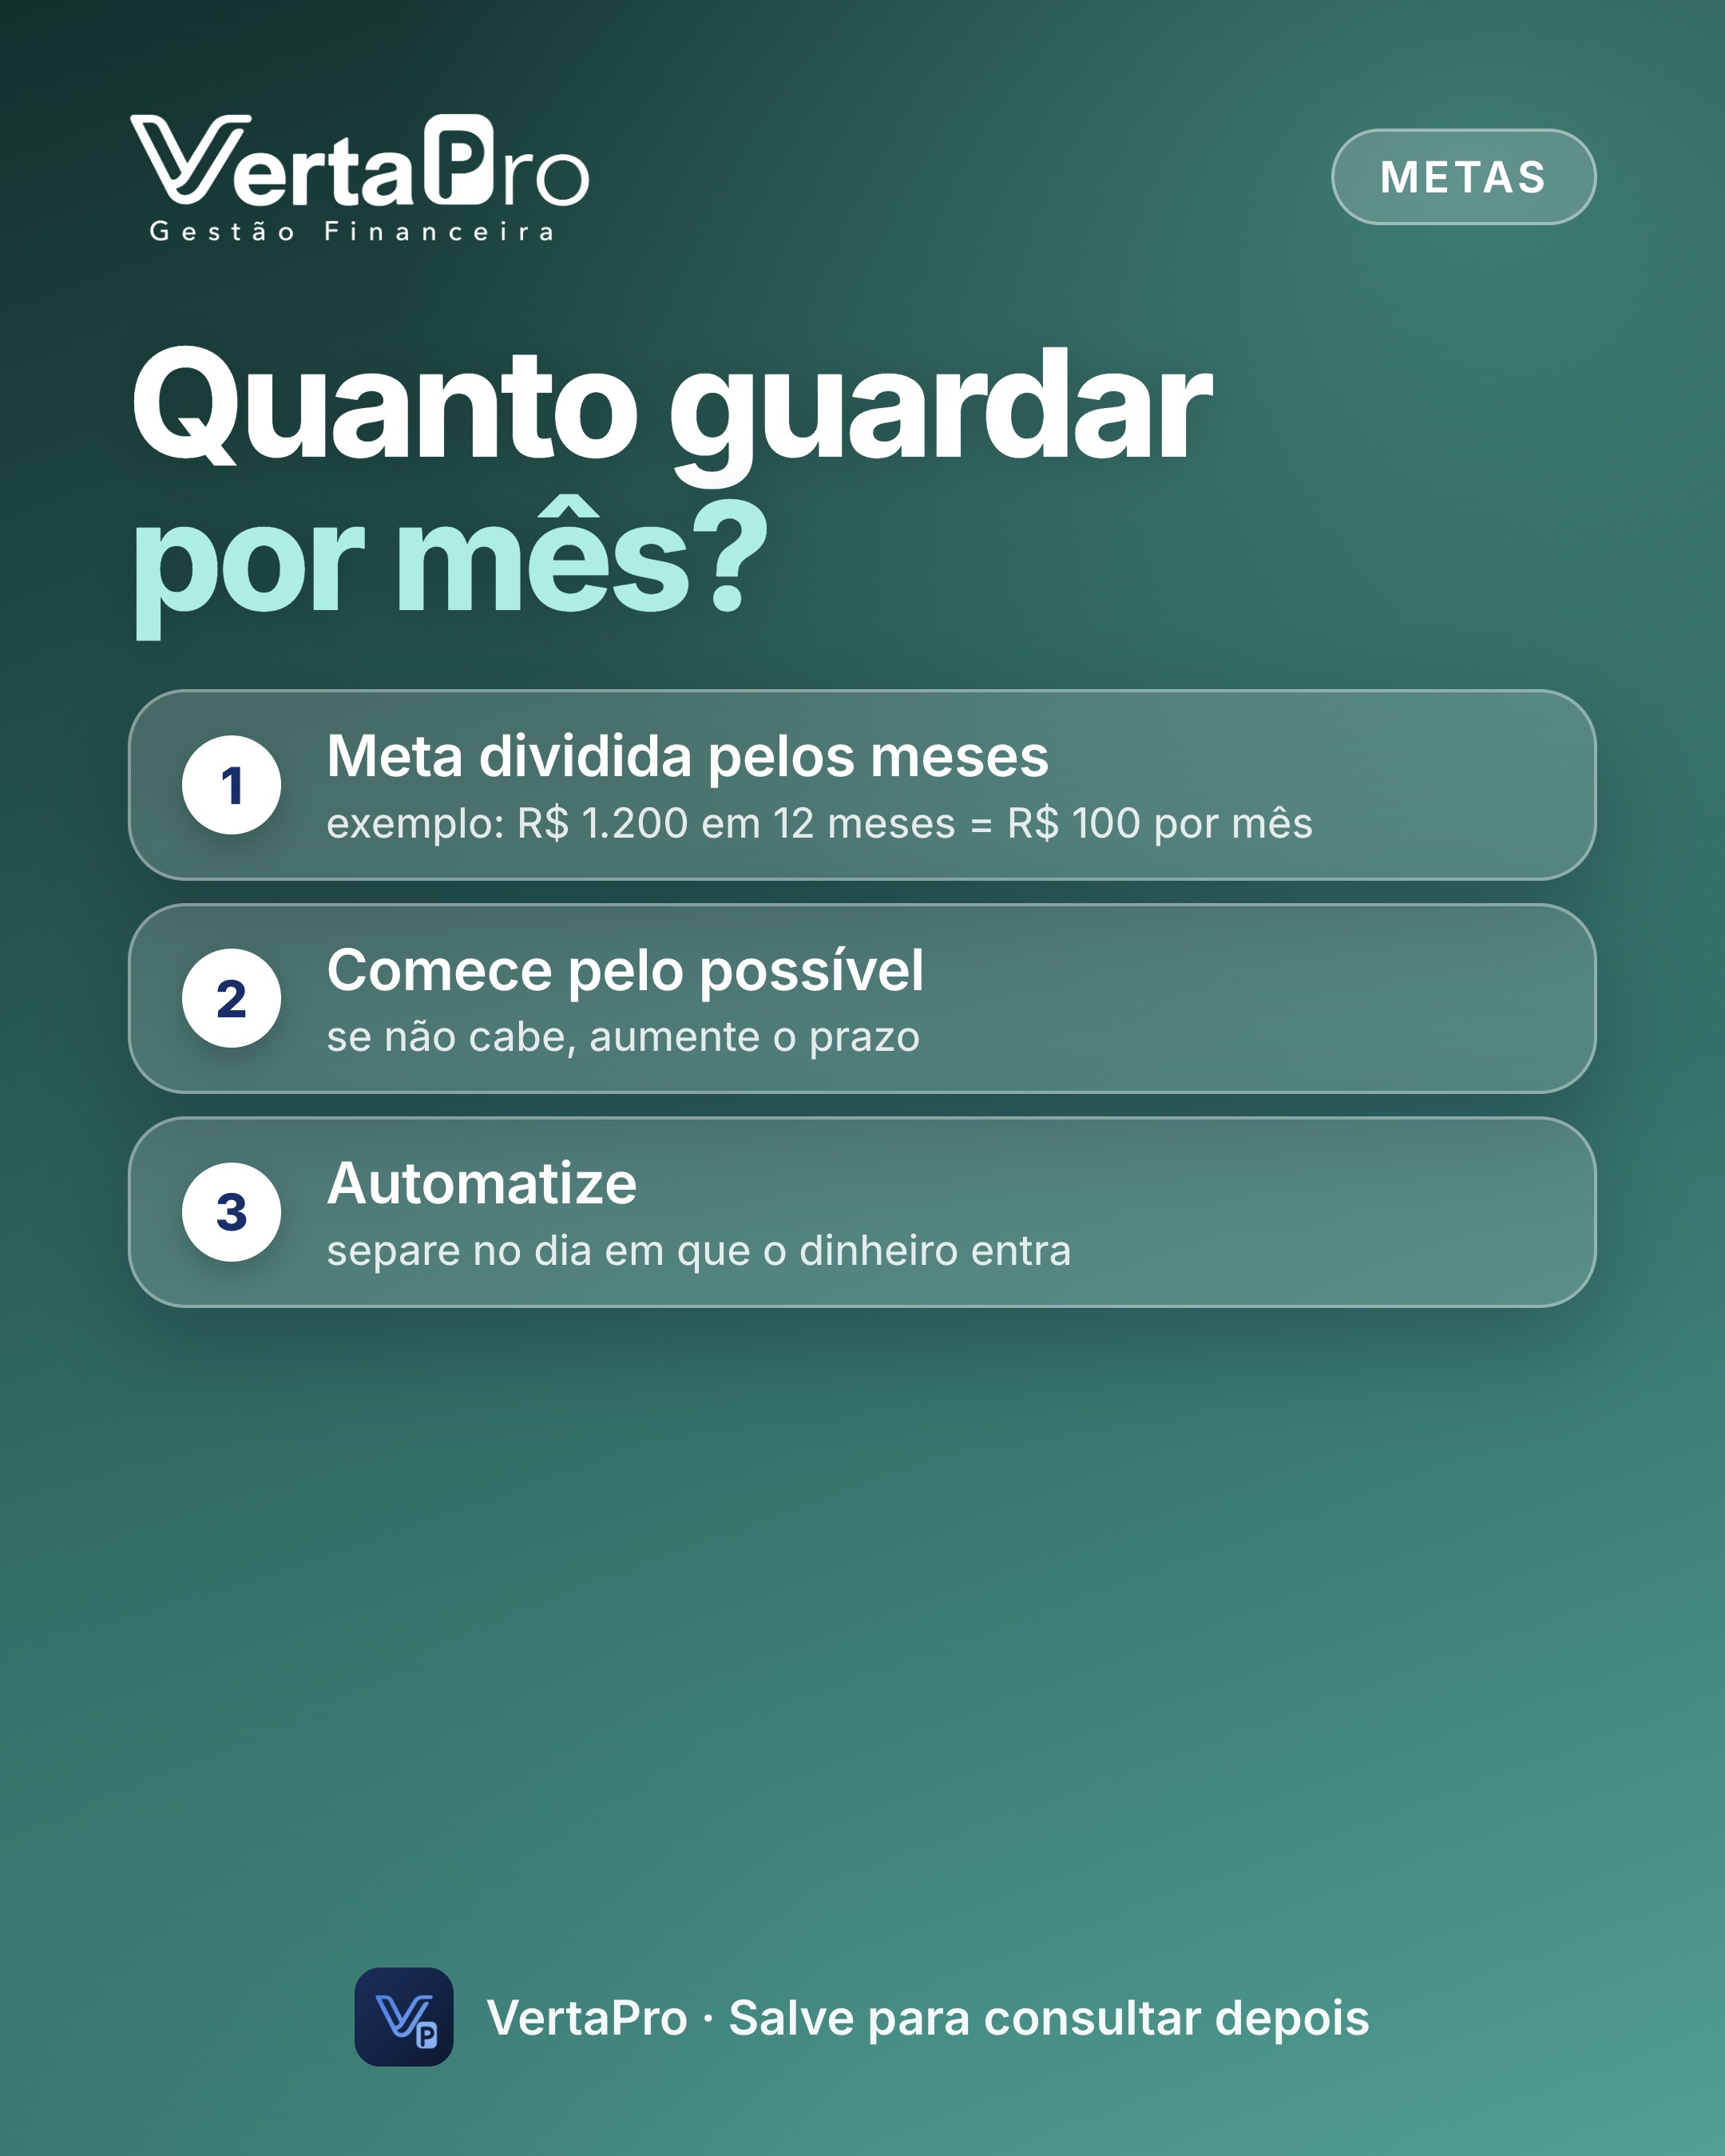 VertaPro
Gestão Financeira
METAS
Quanto guardar
por mês?
1
Meta dividida pelos meses
exemplo: R$ 1.200 em 12 meses = R$ 100 por mês
2
Comece pelo possível
se não cabe, aumente o prazo
3
Automatize
separe no dia em que o dinheiro entra
VP
VertaPro · Salve para consultar depois